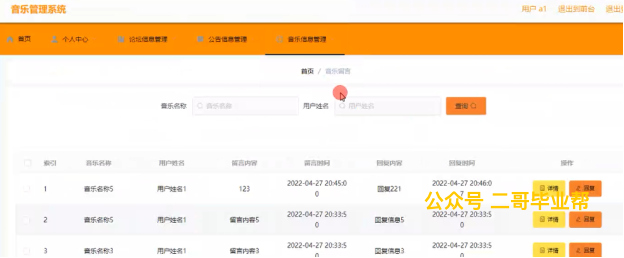 音乐管理系统 用户 a1 退出到前台
首页 个人中心 论坛信息管理 公告信息管理 音乐信息管理
首页 / 音乐留言
音乐名称 音乐名称 用户姓名 用户姓名 查询
索引 音乐名称 用户姓名 留言内容 留言时间 回复内容 回复时间 操作
1 音乐名称5 用户姓名1 123 2022-04-27 20:45:0 回复221 2022-04-27 20:46:0 详情 回复
0 7
公众号 二哥毕业帮
2 音乐名称5 用户姓名1 留言内容5 2022-04-27 20:33:5 回复信息5 2022-04-27 20:33:5 详情 回复
0 0
3 音乐名称3 用户姓名1 留言内容3 2022-04-27 20:33:5 回复信息3 2022-04-27 20:33:5 详情 回复
0 0